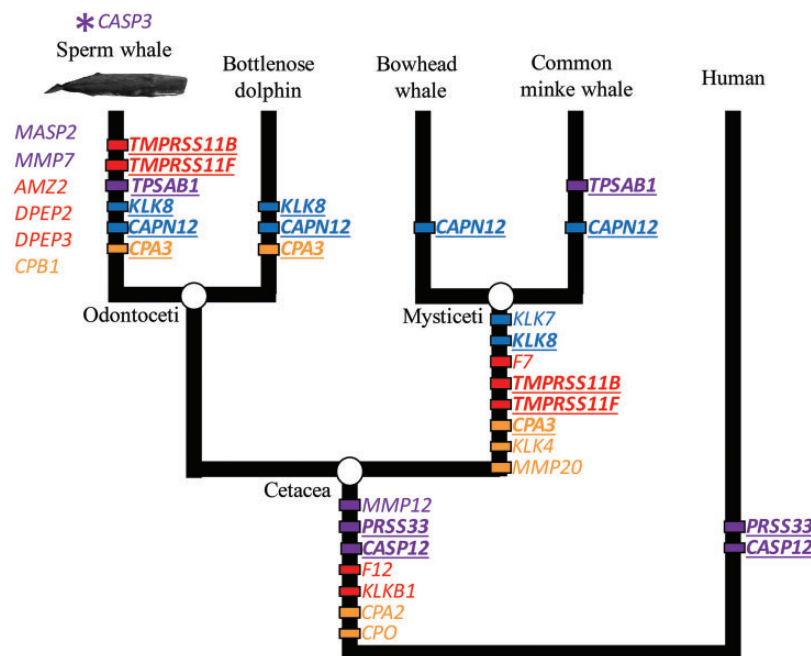 *CASP3
Sperm whale
Bottlenose
dolphin
Bowhead
whale
Common
minke whale
Human
MASP2
MMP7
AMZ2
DPEP2
DPEP3
CPB1
TMPRSS11B
TMPRSS11F
TPSAB1
KLK8
CAPN12
CPA3
KLK8
CAPN12
CPA3
CAPN12
TPSAB1
CAPN12
Odontoceti
Mysticeti
KLK7
KLK8
F7
TMPRSS11B
TMPRSS11F
CPA3
KLK4
MMP20
Cetacea
MMP12
PRSS33
CASP12
F12
KLKB1
CPA2
CPO
PRSS33
CASP12